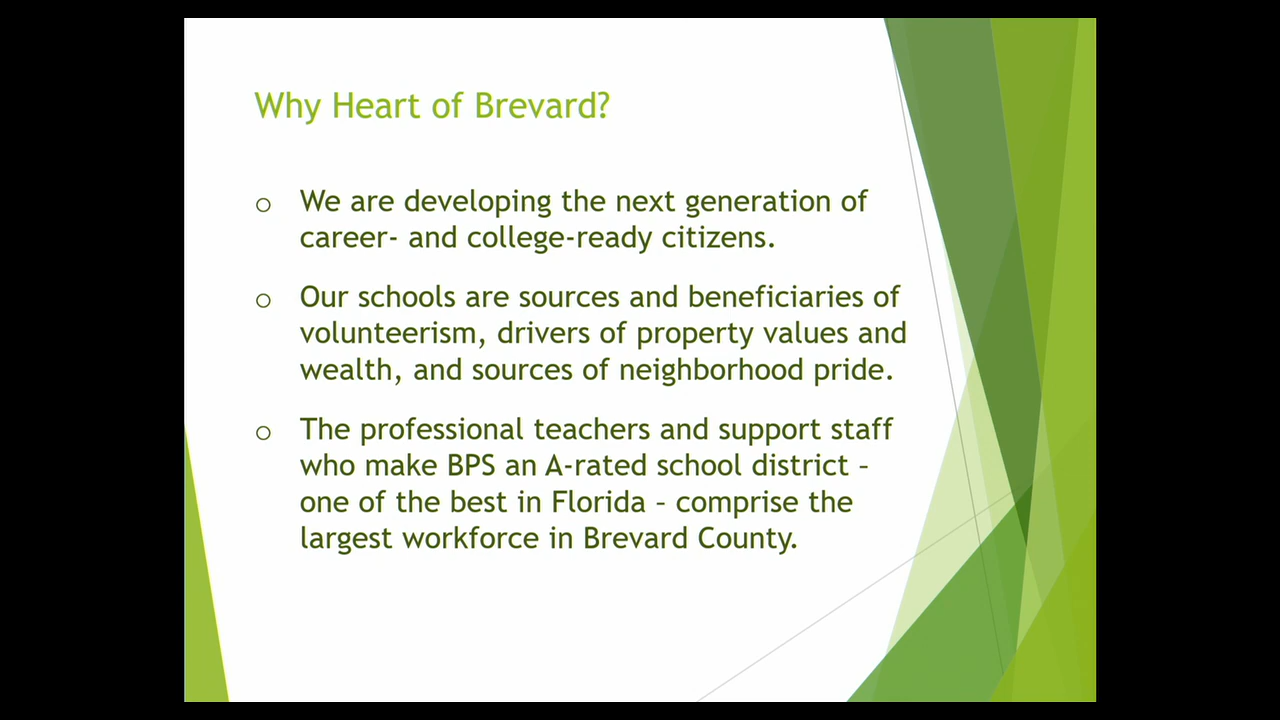 Why Heart of Brevard?
o We are developing the next generation of
career- and college-ready citizens.
o Our schools are sources and beneficiaries of
volunteerism, drivers of property values and
wealth, and sources of neighborhood pride.
o The professional teachers and support staff
who make BPS an A-rated school district –
one of the best in Florida – comprise the
largest workforce in Brevard County.